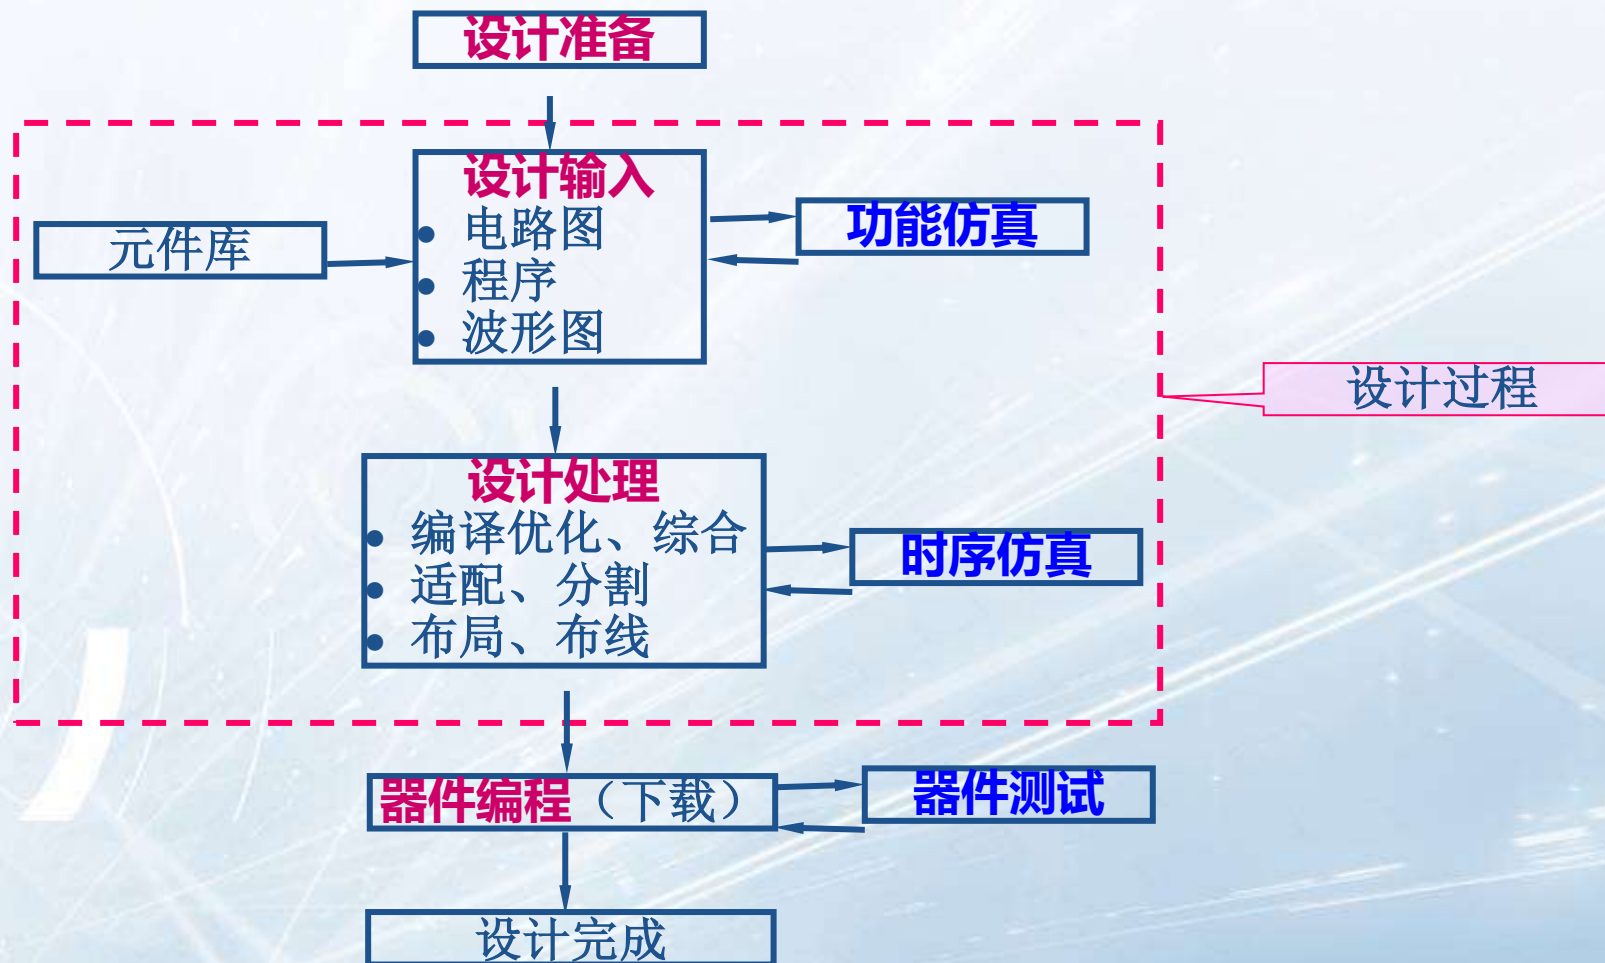 设计准备
设计输入
• 电路图
• 程序
• 波形图
元件库
功能仿真
设计过程
设计处理
• 编译优化、综合
• 适配、分割
• 布局、布线
时序仿真
器件编程（下载）
器件测试
设计完成